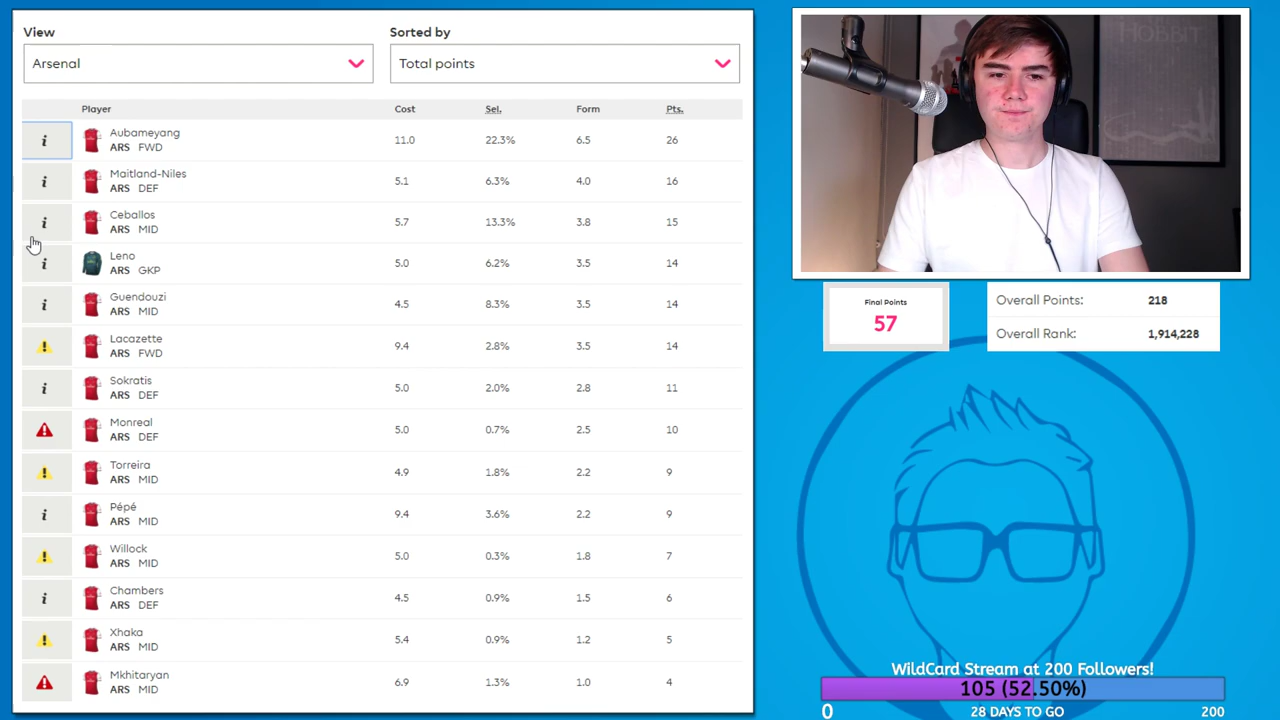 View
Sorted by
Arsenal
Total points
Player Cost Sel. Form Pts.
i Aubameyang 11.0 22.3% 6.5 26
ARS FWD
i Maitland-Niles 5.1 6.3% 4.0 16
ARS DEF
i Ceballos 5.7 13.3% 3.8 15
ARS MID
i Leno 5.0 6.2% 3.5 14
ARS GKP
i Guendouzi 4.5 8.3% 3.5 14
ARS MID
! Lacazette 9.4 2.8% 3.5 14
ARS FWD
i Sokratis 5.0 2.0% 2.8 11
ARS DEF
! Monreal 5.0 0.7% 2.5 10
ARS DEF
! Torreira 4.9 1.8% 2.2 9
ARS MID
i Pépé 9.4 3.6% 2.2 9
ARS MID
! Willock 5.0 0.3% 1.8 7
ARS MID
i Chambers 4.5 0.9% 1.5 6
ARS DEF
! Xhaka 5.4 0.9% 1.2 5
ARS MID
! Mkhitaryan 6.9 1.3% 1.0 4
ARS MID
HOBBIT
Final Points
57
Overall Points: 218
Overall Rank: 1,914,228
WildCard Stream at 200 Followers!
105 (52.50%)
0 28 DAYS TO GO 200